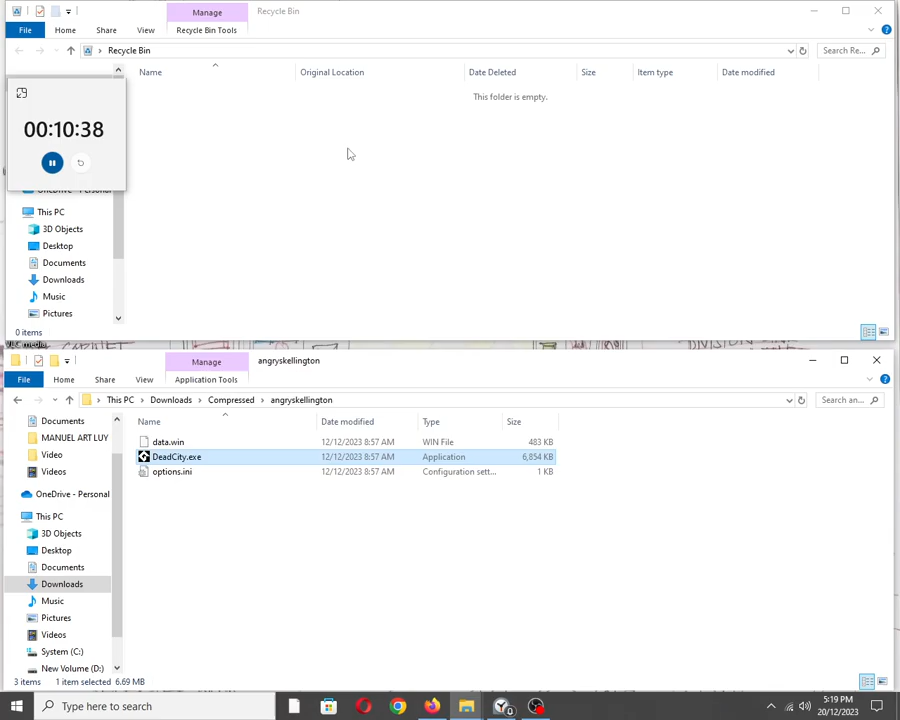 Manage
Recycle Bin
File
Home
Share
View
Recycle Bin Tools
Recycle Bin
Search Re...
Name
Original Location
Date Deleted
Size
Item type
Date modified
This folder is empty.
00:10:38
OneDrive - Personal
This PC
3D Objects
Desktop
Documents
Downloads
Music
Pictures
0 items
VLC media
Manage
angryskellington
File
Home
Share
View
Application Tools
This PC > Downloads > Compressed > angryskellington
Search an...
Documents
MANUEL ART LUY
Video
Videos
OneDrive - Personal
This PC
3D Objects
Desktop
Documents
Downloads
Music
Pictures
Videos
System (C:)
New Volume (D:)
Name
Date modified
Type
Size
data.win
12/12/2023 8:57 AM
WIN File
483 KB
DeadCity.exe
12/12/2023 8:57 AM
Application
6,854 KB
options.ini
12/12/2023 8:57 AM
Configuration sett...
1 KB
3 items
1 item selected 6.69 MB
Type here to search
5:19 PM
20/12/2023